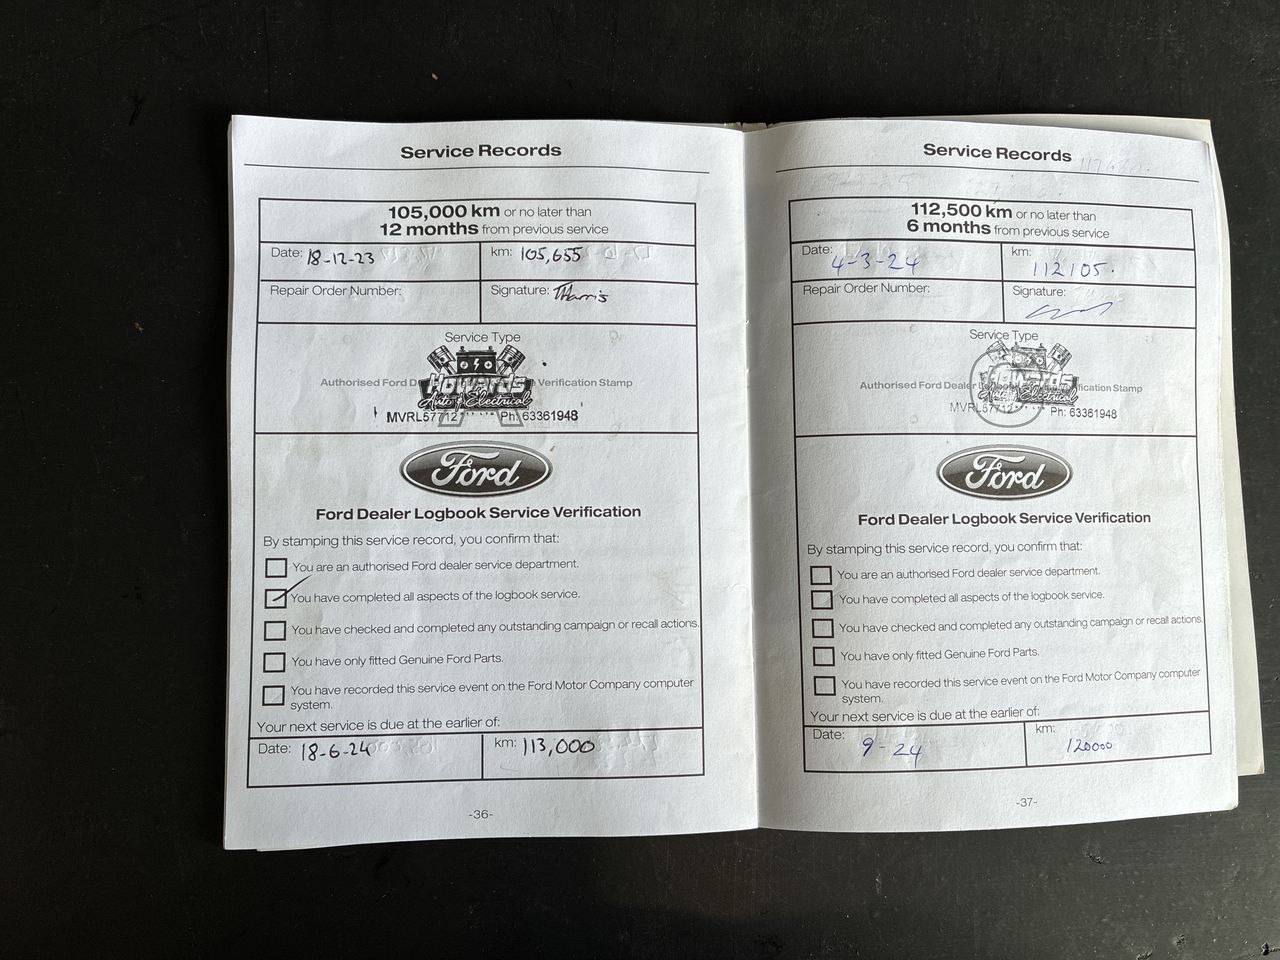 Service Records
105,000 km or no later than
12 months from previous service
Date: 18-12-23 km: 105,655
Repair Order Number: Signature: Harris
Service Type
Authorised Ford Verification Stamp
Howards
Auto Electrical
MVRL57712 Ph: 63361948
Ford
Ford Dealer Logbook Service Verification
By stamping this service record, you confirm that:
You are an authorised Ford dealer service department.
You have completed all aspects of the logbook service.
You have checked and completed any outstanding campaign or recall actions.
You have only fitted Genuine Ford Parts.
You have recorded this service event on the Ford Motor Company computer
system.
Your next service is due at the earlier of:
Date: 18-6-24 km: 113,000
-36-
Service Records
112,500 km or no later than
6 months from previous service
Date: 4-3-24 km: 112105.
Repair Order Number: Signature:
Service Type
Authorised Ford Dealer Logbook Verification Stamp
Howards
Auto Electrical
MVRL57712 Ph: 63361948
Ford
Ford Dealer Logbook Service Verification
By stamping this service record, you confirm that:
You are an authorised Ford dealer service department.
You have completed all aspects of the logbook service.
You have checked and completed any outstanding campaign or recall actions.
You have only fitted Genuine Ford Parts.
You have recorded this service event on the Ford Motor Company computer
system.
Your next service is due at the earlier of:
Date: 9-24 km: 120000
-37-